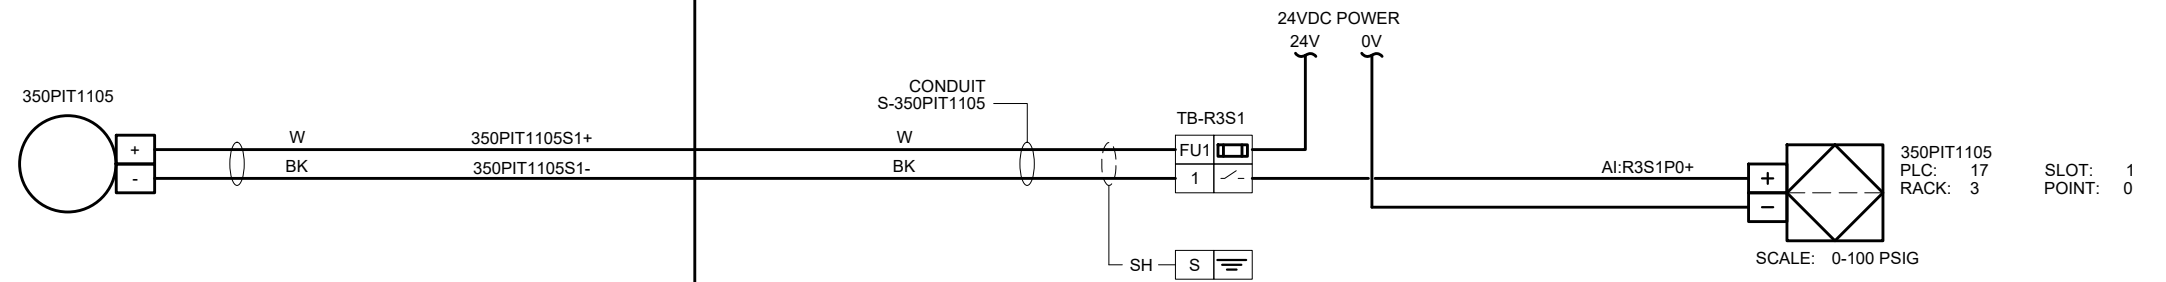 24VDC POWER
24V 0V
350PIT1105
CONDUIT
S-350PIT1105
TB-R3S1
+ W 350PIT1105S1+ W FU1
- BK 350PIT1105S1- BK 1
AI:R3S1P0+ +
-
350PIT1105
PLC: 17 SLOT: 1
RACK: 3 POINT: 0
SH S
SCALE: 0-100 PSIG